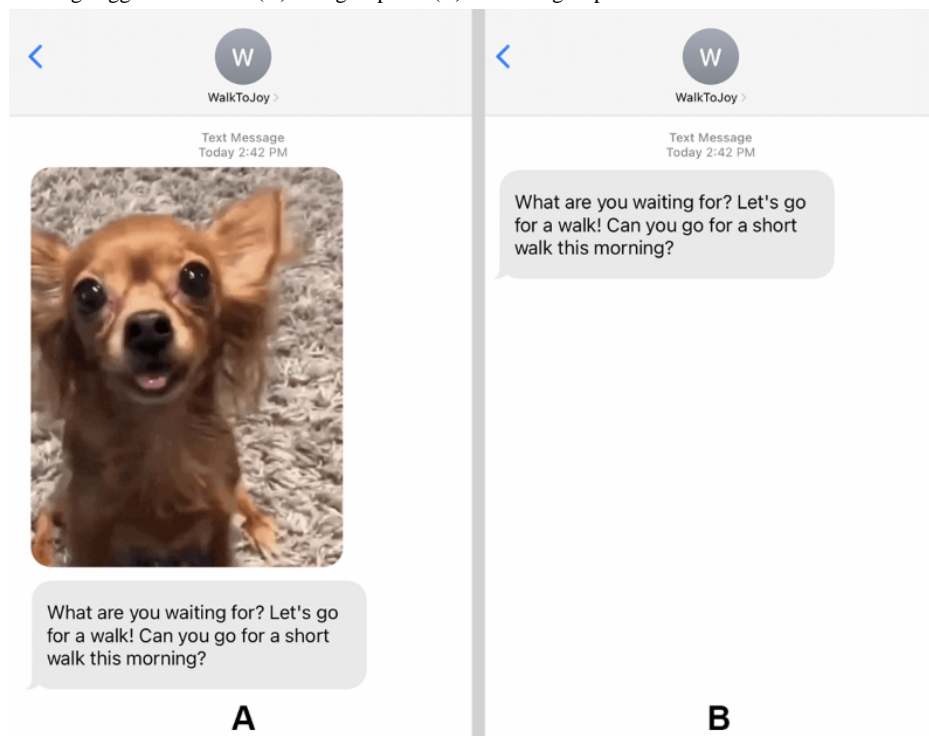 W
WalkToJoy
Text Message
Today 2:42 PM
What are you waiting for? Let's go
for a walk! Can you go for a short
walk this morning?
A
W
WalkToJoy
Text Message
Today 2:42 PM
What are you waiting for? Let's go
for a walk! Can you go for a short
walk this morning?
B